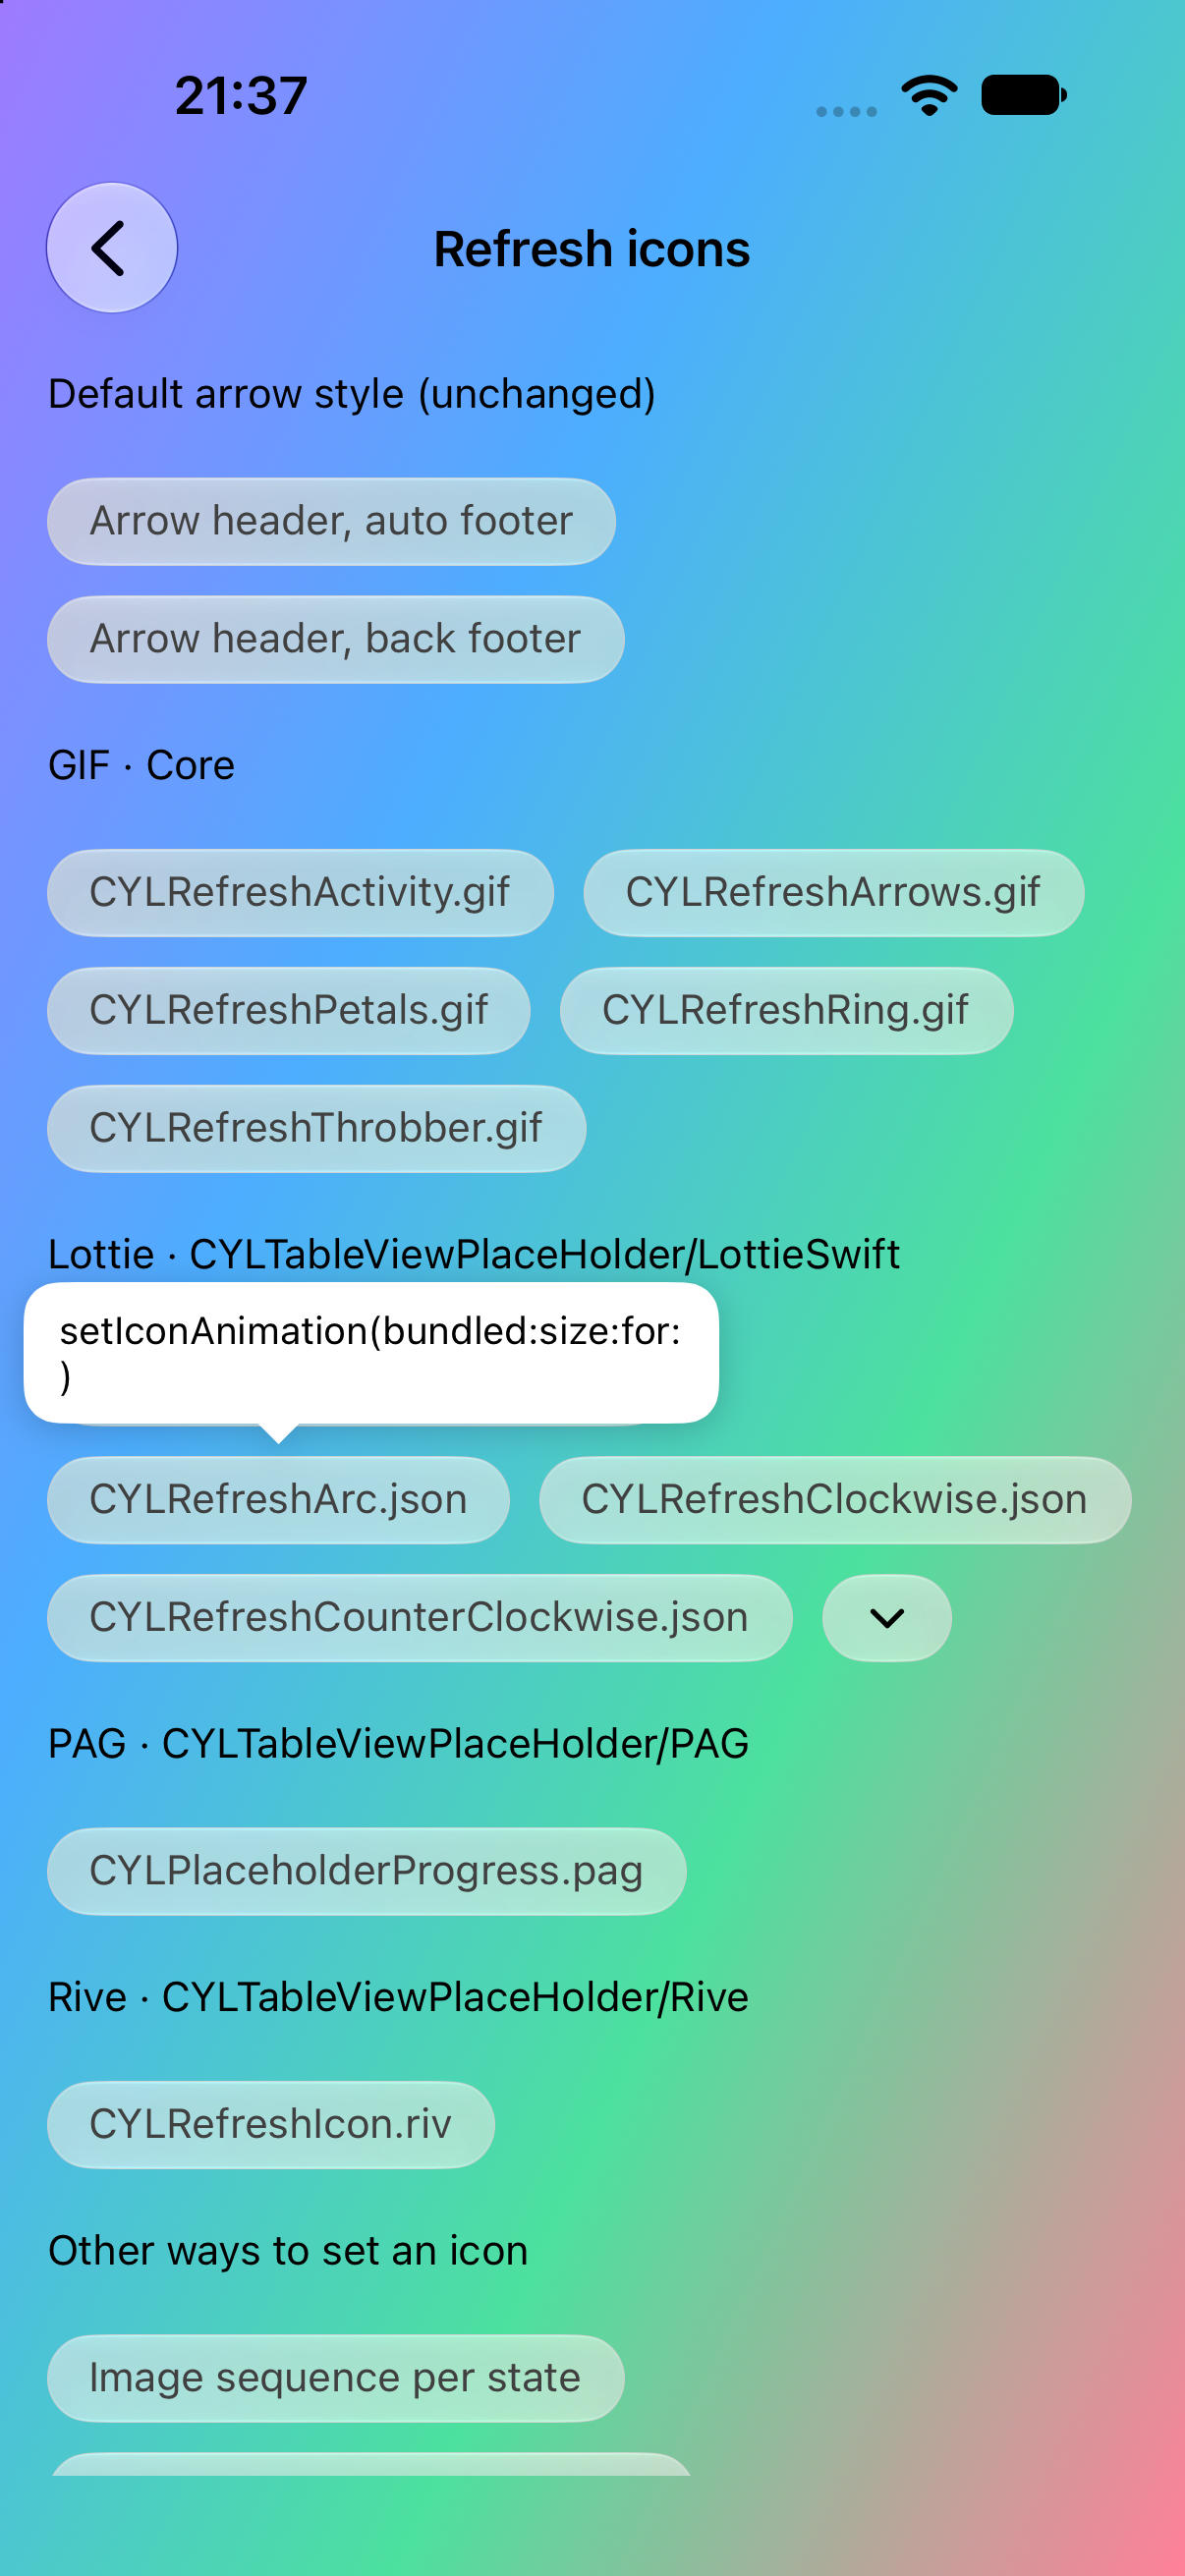 21:37
Refresh icons
Default arrow style (unchanged)
Arrow header, auto footer
Arrow header, back footer
GIF · Core
CYLRefreshActivity.gif
CYLRefreshArrows.gif
CYLRefreshPetals.gif
CYLRefreshRing.gif
CYLRefreshThrobber.gif
Lottie · CYLTableViewPlaceHolder/LottieSwift
setIconAnimation(bundled:size:for:
)
CYLRefreshArc.json
CYLRefreshClockwise.json
CYLRefreshCounterClockwise.json
PAG · CYLTableViewPlaceHolder/PAG
CYLPlaceholderProgress.pag
Rive · CYLTableViewPlaceHolder/Rive
CYLRefreshIcon.riv
Other ways to set an icon
Image sequence per state